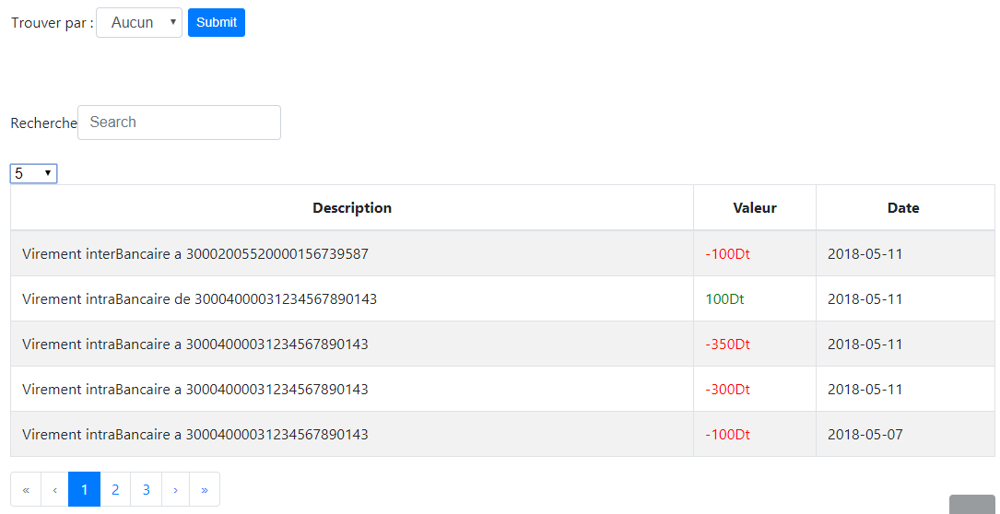 Trouver par : Aucun Submit
Recherche Search
5
Description Valeur Date
Virement interBancaire a 30002005520000156739587 -100Dt 2018-05-11
Virement intraBancaire de 30004000031234567890143 100Dt 2018-05-11
Virement intraBancaire a 30004000031234567890143 -350Dt 2018-05-11
Virement intraBancaire a 30004000031234567890143 -300Dt 2018-05-11
Virement intraBancaire a 30004000031234567890143 -100Dt 2018-05-07
« ‹ 1 2 3 › »